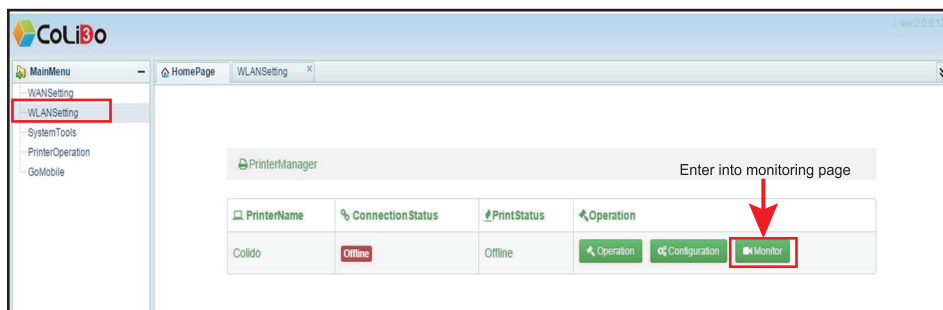 CoLiDo
MainMenu
WANSetting
WLANSetting
SystemTools
PrinterOperation
GoMobile
HomePage
WLANSetting
PrinterManager
Enter into monitoring page
PrinterName ConnectionStatus PrintStatus Operation
Colido Offline Offline Operation Configuration Monitor